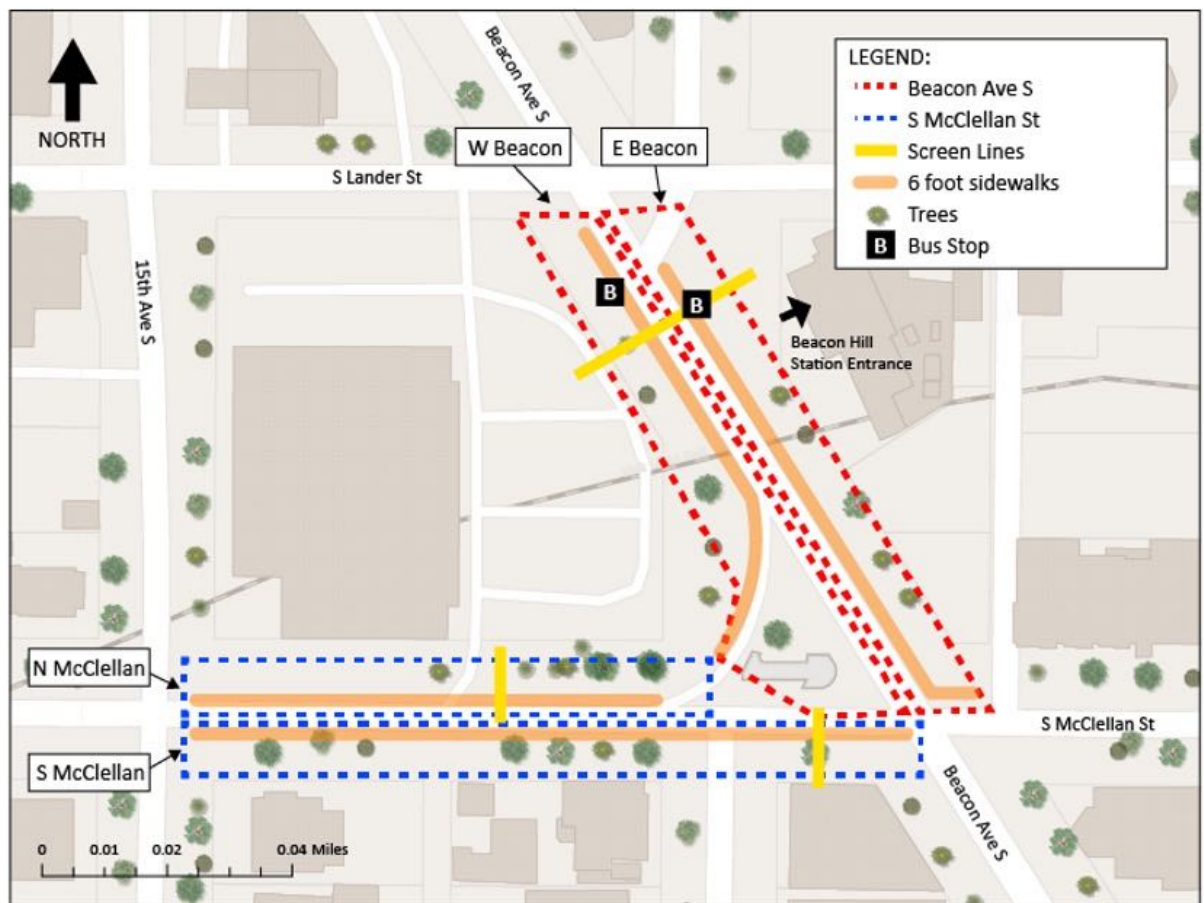 NORTH
Beacon Ave S
W Beacon
E Beacon
S Lander St
LEGEND:
Beacon Ave S
S McClellan St
Screen Lines
6 foot sidewalks
Trees
B Bus Stop
15th Ave S
B
B
Beacon Hill
Station Entrance
N McClellan
S McClellan
S McClellan St
Beacon Ave S
0 0.01 0.02 0.04 Miles